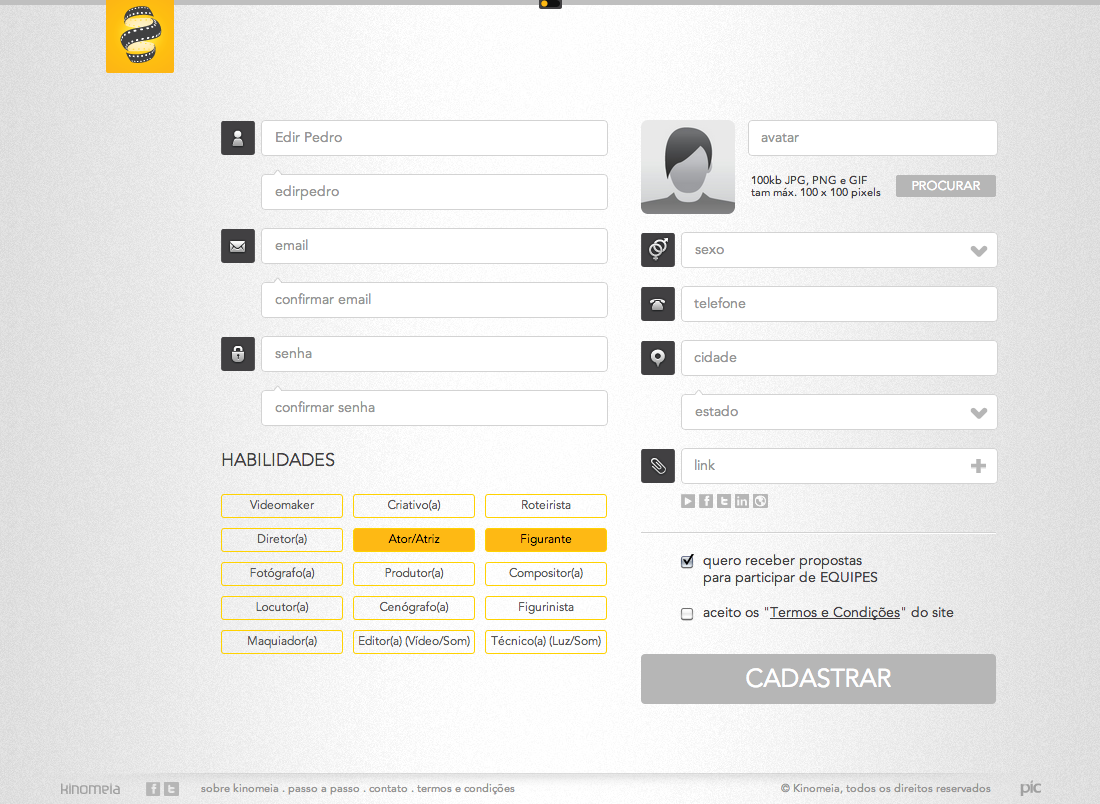 Edir Pedro
edirpedro
email
confirmar email
senha
confirmar senha
HABILIDADES
Videomaker
Criativo(a)
Roteirista
Diretor(a)
Ator/Atriz
Figurante
Fotógrafo(a)
Produtor(a)
Compositor(a)
Locutor(a)
Cenógrafo(a)
Figurinista
Maquiador(a)
Editor(a) (Vídeo/Som)
Técnico(a) (Luz/Som)
avatar
100kb JPG, PNG e GIF
tam máx. 100 x 100 pixels
PROCURAR
sexo
telefone
cidade
estado
link
quero receber propostas
para participar de EQUIPES
aceito os "Termos e Condições" do site
CADASTRAR
kinomeia
sobre kinomeia . passo a passo . contato . termos e condições
© Kinomeia, todos os direitos reservados
pic